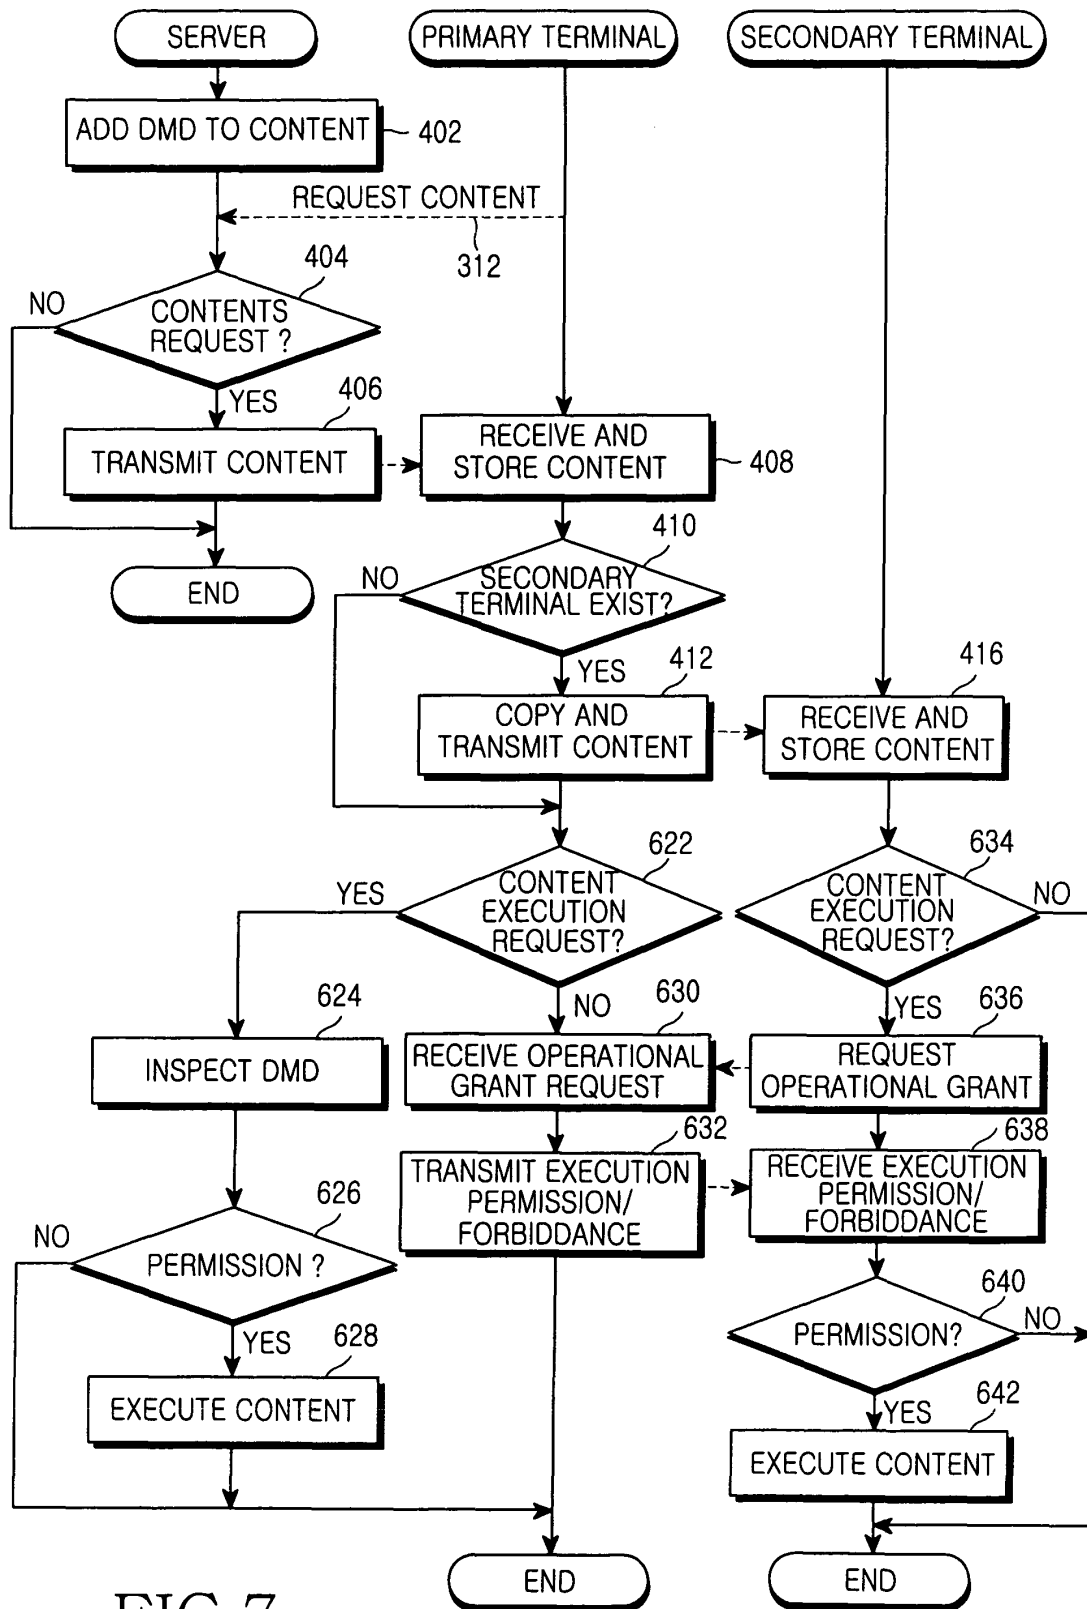 SERVER
PRIMARY TERMINAL
SECONDARY TERMINAL
ADD DMD TO CONTENT
402
REQUEST CONTENT
312
404
NO
CONTENTS
REQUEST ?
YES
406
TRANSMIT CONTENT
RECEIVE AND
STORE CONTENT
408
END
410
NO
SECONDARY
TERMINAL EXIST?
YES
412
COPY AND
TRANSMIT CONTENT
416
RECEIVE AND
STORE CONTENT
622
YES
CONTENT
EXECUTION
REQUEST?
NO
634
CONTENT
EXECUTION
REQUEST?
NO
YES
624
INSPECT DMD
630
RECEIVE OPERATIONAL
GRANT REQUEST
636
REQUEST
OPERATIONAL GRANT
632
TRANSMIT EXECUTION
PERMISSION/
FORBIDDANCE
638
RECEIVE EXECUTION
PERMISSION/
FORBIDDANCE
626
NO
PERMISSION ?
YES
640
PERMISSION?
NO
YES
628
EXECUTE CONTENT
642
EXECUTE CONTENT
END
END
FIG.7